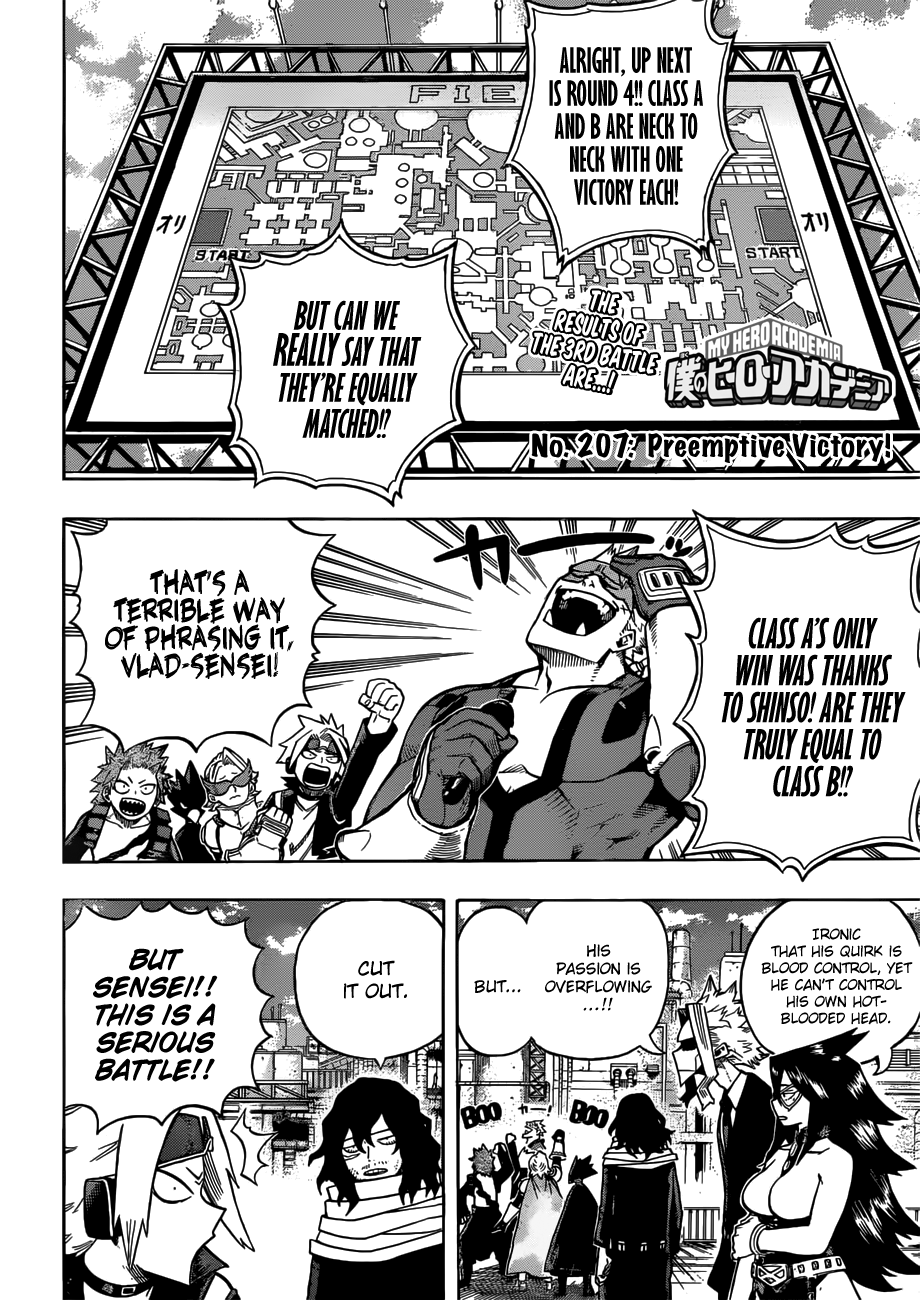 ALRIGHT, UP NEXT
IS ROUND 4!! CLASS A
AND B ARE NECK TO
NECK WITH ONE
VICTORY EACH!
FIE
オリ
START
オリ
START
BUT CAN WE
REALLY SAY THAT
THEY'RE EQUALLY
MATCHED!?
THE
RESULTS OF
THE 3RD BATTLE
ARE...!
MY HERO ACADEMIA
僕のヒーローアカデミア
No. 207: Preemptive Victory!
CLASS A'S ONLY
WIN WAS THANKS
TO SHINSO! ARE THEY
TRULY EQUAL TO
CLASS B!?
カーッ
THAT'S A
TERRIBLE WAY
OF PHRASING IT,
VLAD-SENSEI!
IRONIC
THAT HIS QUIRK IS
BLOOD CONTROL, YET
HE CAN'T CONTROL
HIS OWN HOT-
BLOODED HEAD.
HIS
PASSION IS
OVERFLOWING
...!!
BUT...
BOO
カー!
BOO
CUT
IT OUT.
BUT
SENSEI!!
THIS IS A
SERIOUS
BATTLE!!